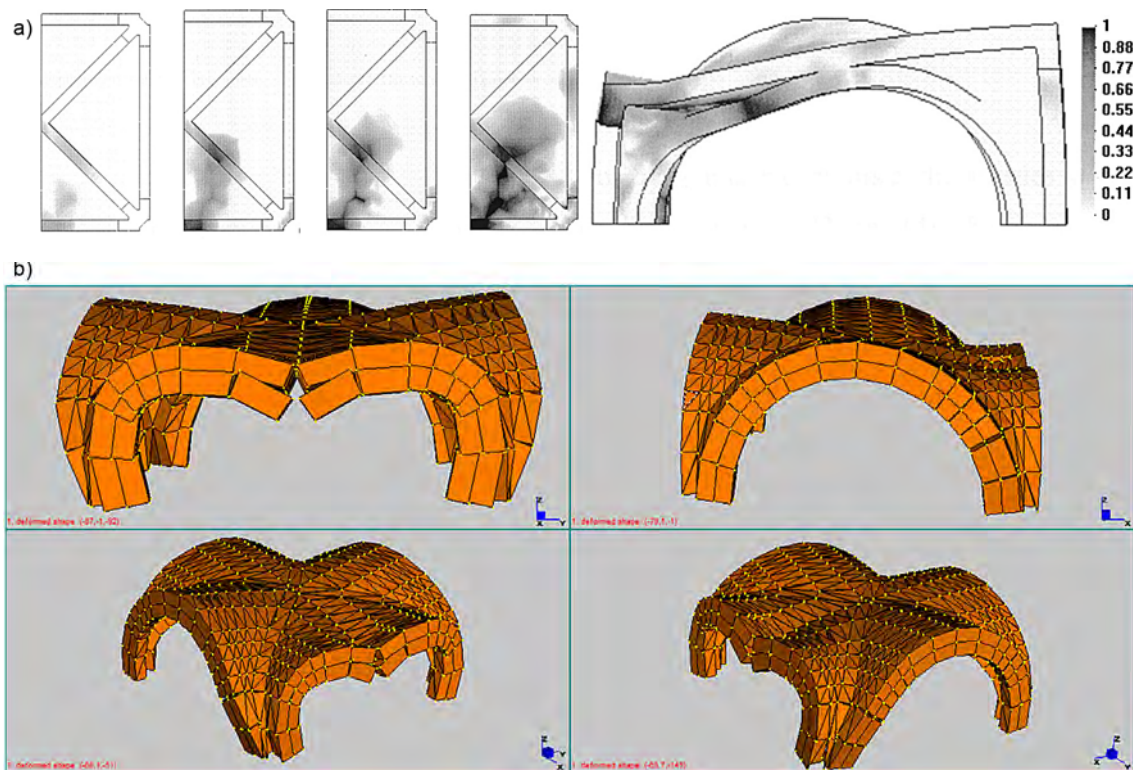 a)
1
0.88
0.77
0.66
0.55
0.44
0.33
0.22
0.11
0
b)
Z
X
Y
1. deformed shape:
Z
1. deformed shape:
Z
Y
X
1. deformed shape:
Z
X
Y
1. deformed shape: